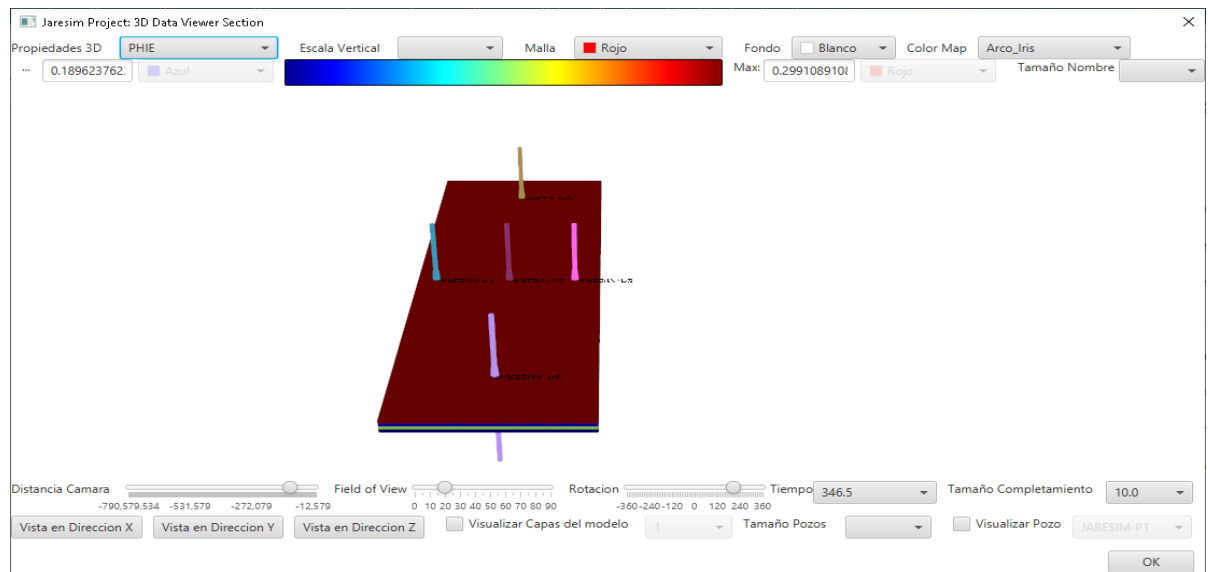 Jaresim Project: 3D Data Viewer Section
Propiedades 3D PHIE Escala Vertical Malla Rojo Fondo Blanco Color Map Arco_Iris
... 0.189623762: Azul Max: 0.2991089108 Rojo Tamaño Nombre
Distancia Camara Field of View Rotacion Tiempo 346.5 Tamaño Completamiento 10.0
-790,579.534 -531,579 -272,079 -12,579 0 10 20 30 40 50 60 70 80 90 -360-240-120 0 120 240 360
Vista en Direccion X Vista en Direccion Y Vista en Direccion Z Visualizar Capas del modelo 1 Tamaño Pozos Visualizar Pozo JARESIM-P1
OK